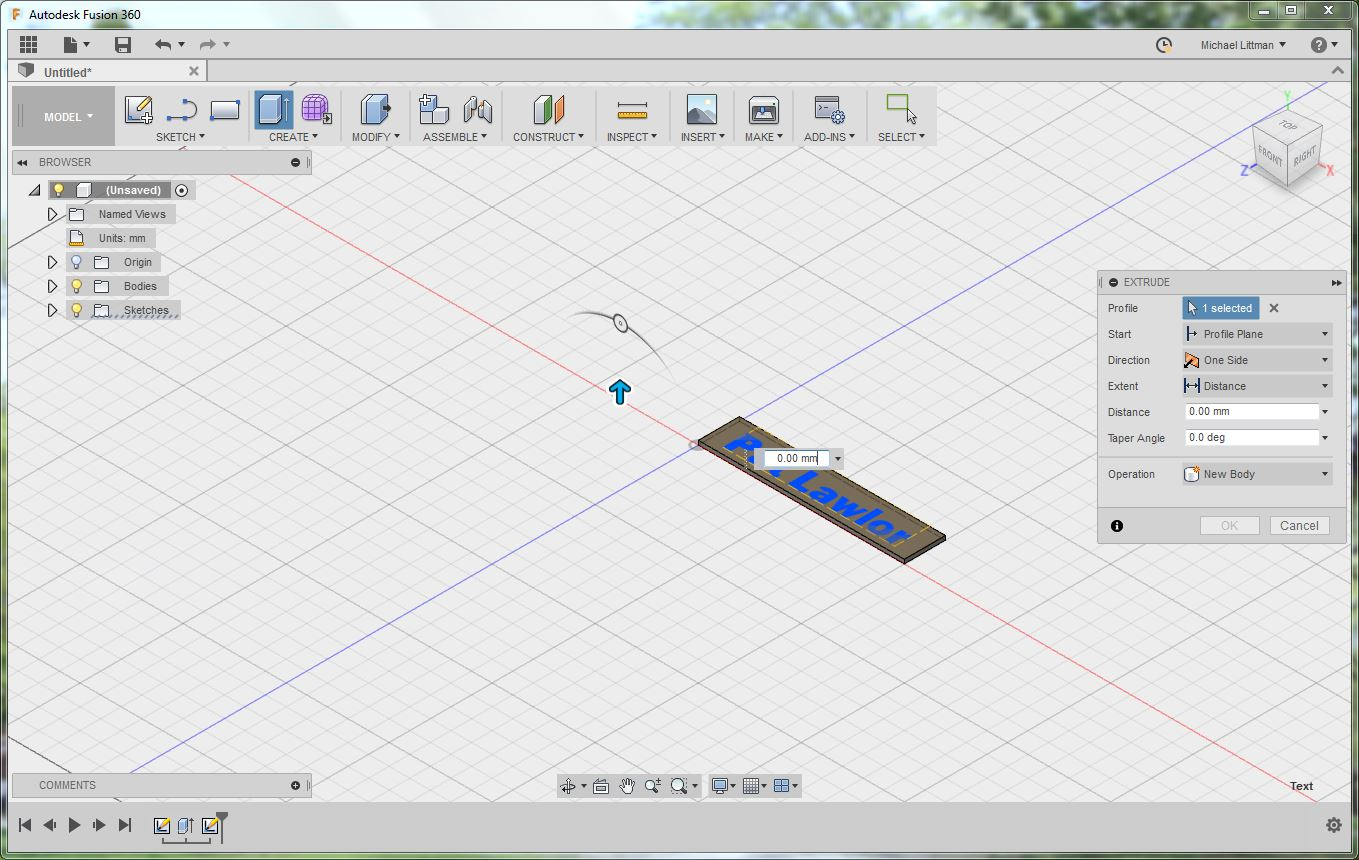 Autodesk Fusion 360
Michael Littman
Untitled*
MODEL
SKETCH
CREATE
MODIFY
ASSEMBLE
CONSTRUCT
INSPECT
INSERT
MAKE
ADD-INS
SELECT
Y
TOP
FRONT
RIGHT
Z
X
BROWSER
(Unsaved)
Named Views
Units: mm
Origin
Bodies
Sketches
EXTRUDE
Profile 1 selected
Start Profile Plane
Direction One Side
Extent Distance
Distance 0.00 mm
Taper Angle 0.0 deg
Operation New Body
OK Cancel
0.00 mm
Lawlor
COMMENTS
Text